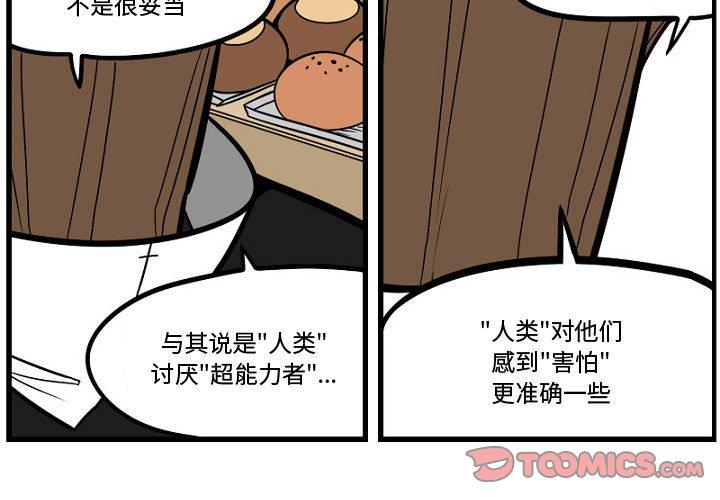 不是很妥当
与其说是"人类"
讨厌"超能力者"...
"人类"对他们
感到"害怕"
更准确一些
TOOMICS.COM